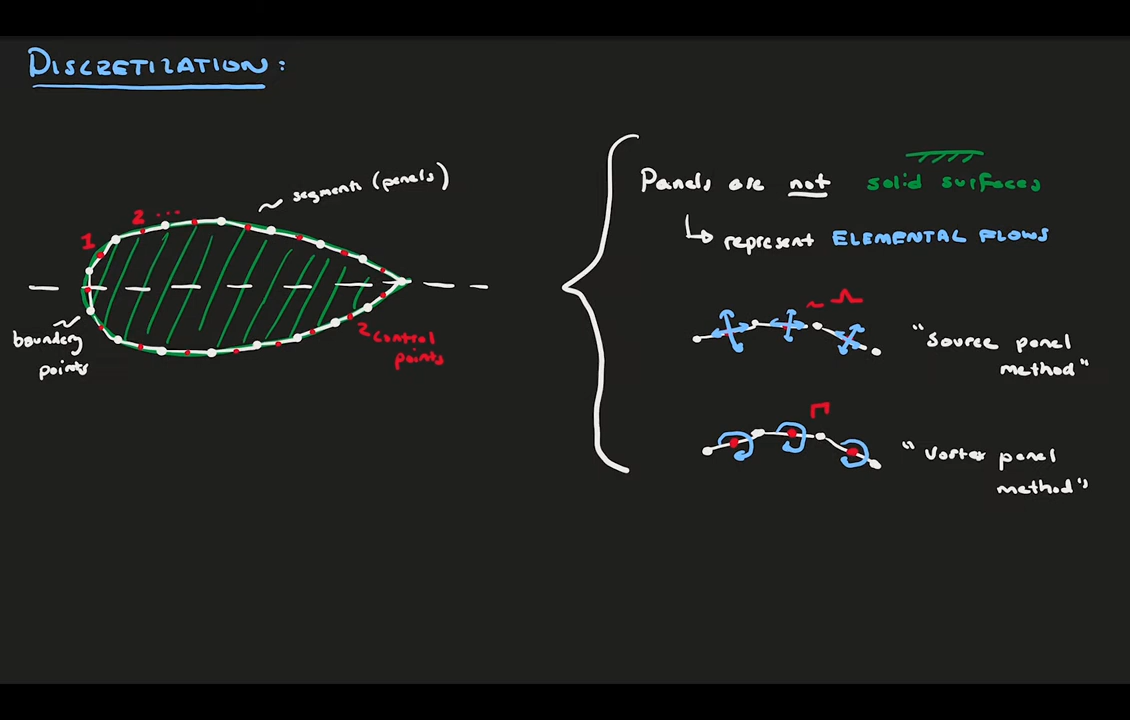 DISCRETIZATION:
segments (panels)
1
2 ...
boundary
points
control
points
Panels are not solid surfaces
represent ELEMENTAL FLOWS
~ Λ
"Source panel
method"
Γ
"Vortex panel
method"